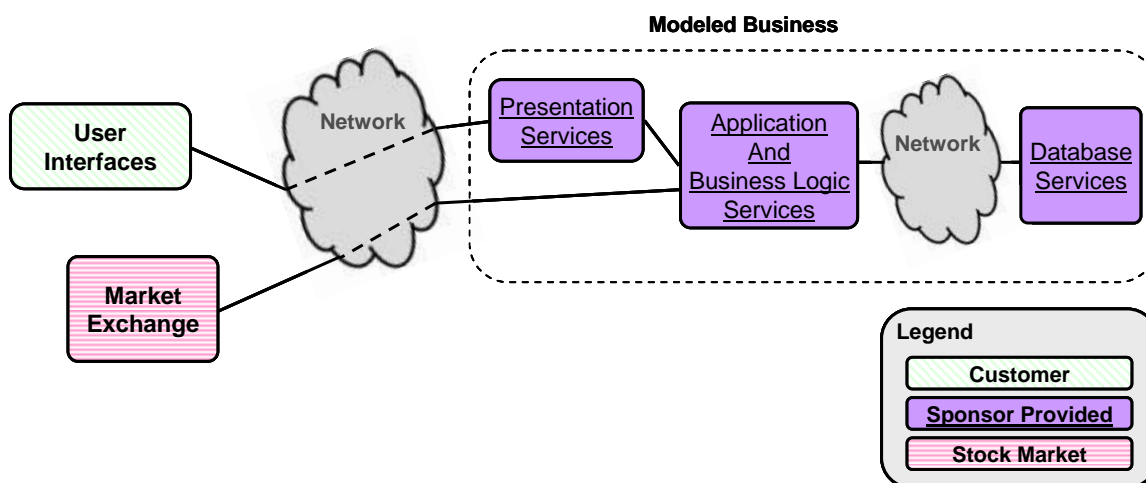 Modeled Business
User
Interfaces
Network
Presentation
Services
Application
And
Business Logic
Services
Network
Database
Services
Market
Exchange
Legend
Customer
Sponsor Provided
Stock Market